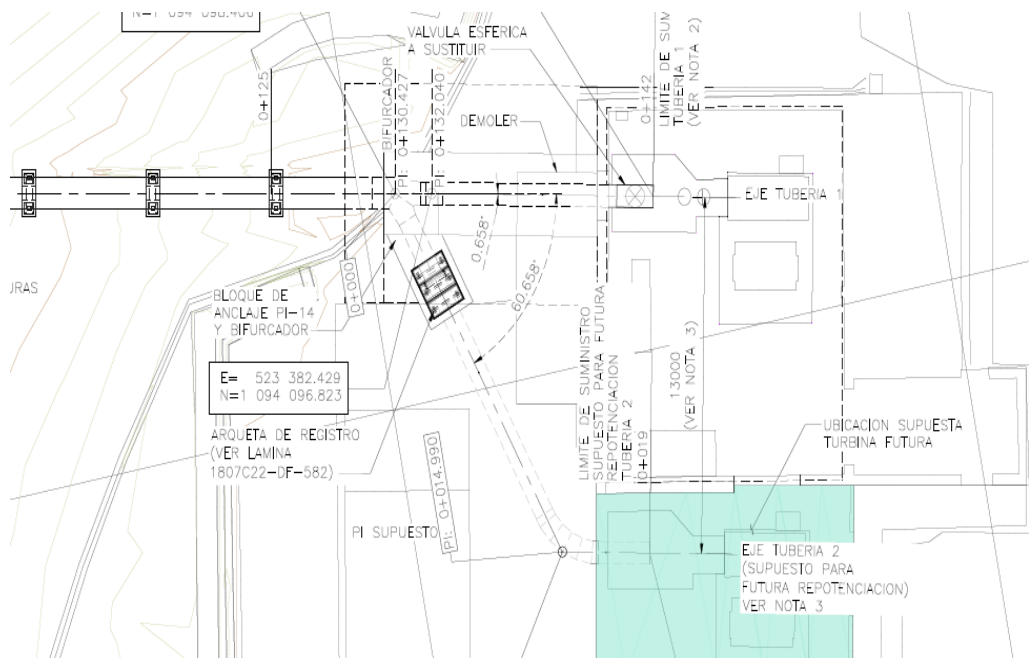 N=1 094 098.406
VALVULA ESFERICA
A SUSTITUIR
0+125
BIFURCADOR
PI: 0+130.427
PI: 0+132.040
DEMOLER
0+142
LIMITE DE SUM
TUBERIA 1
(VER NOTA 2)
EJE TUBERIA 1
0.658°
60.658°
URAS
0+000
BLOQUE DE
ANCLAJE PI-14
Y BIFURCADOR
E= 523 382.429
N=1 094 096.823
ARQUETA DE REGISTRO
(VER LAMINA
1807C22-DF-582)
LIMITE DE SUMINISTRO
SUPUESTO PARA FUTURA
REPOTENCIACION
TUBERIA 2
0+019
13000
(VER NOTA 3)
UBICACION SUPUESTA
TURBINA FUTURA
PI SUPUESTO
PI: 0+014.990
EJE TUBERIA 2
(SUPUESTO PARA
FUTURA REPOTENCIACION)
VER NOTA 3